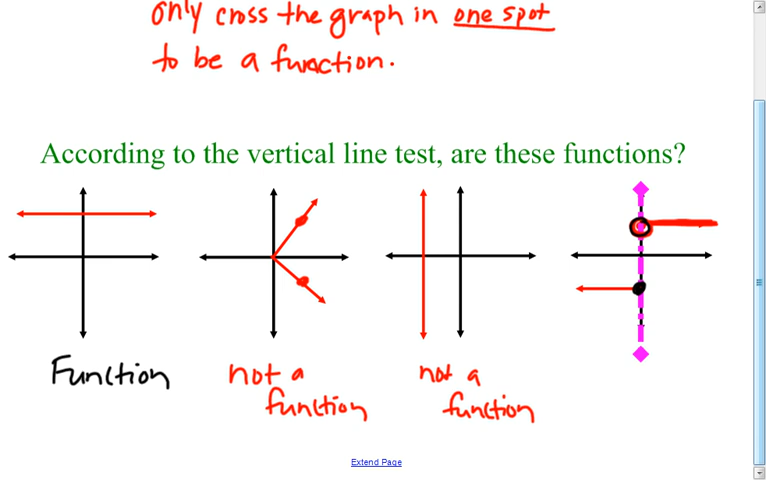 only cross the graph in one spot
to be a function.
According to the vertical line test, are these functions?
Function
not a
function
not a
function
Extend Page